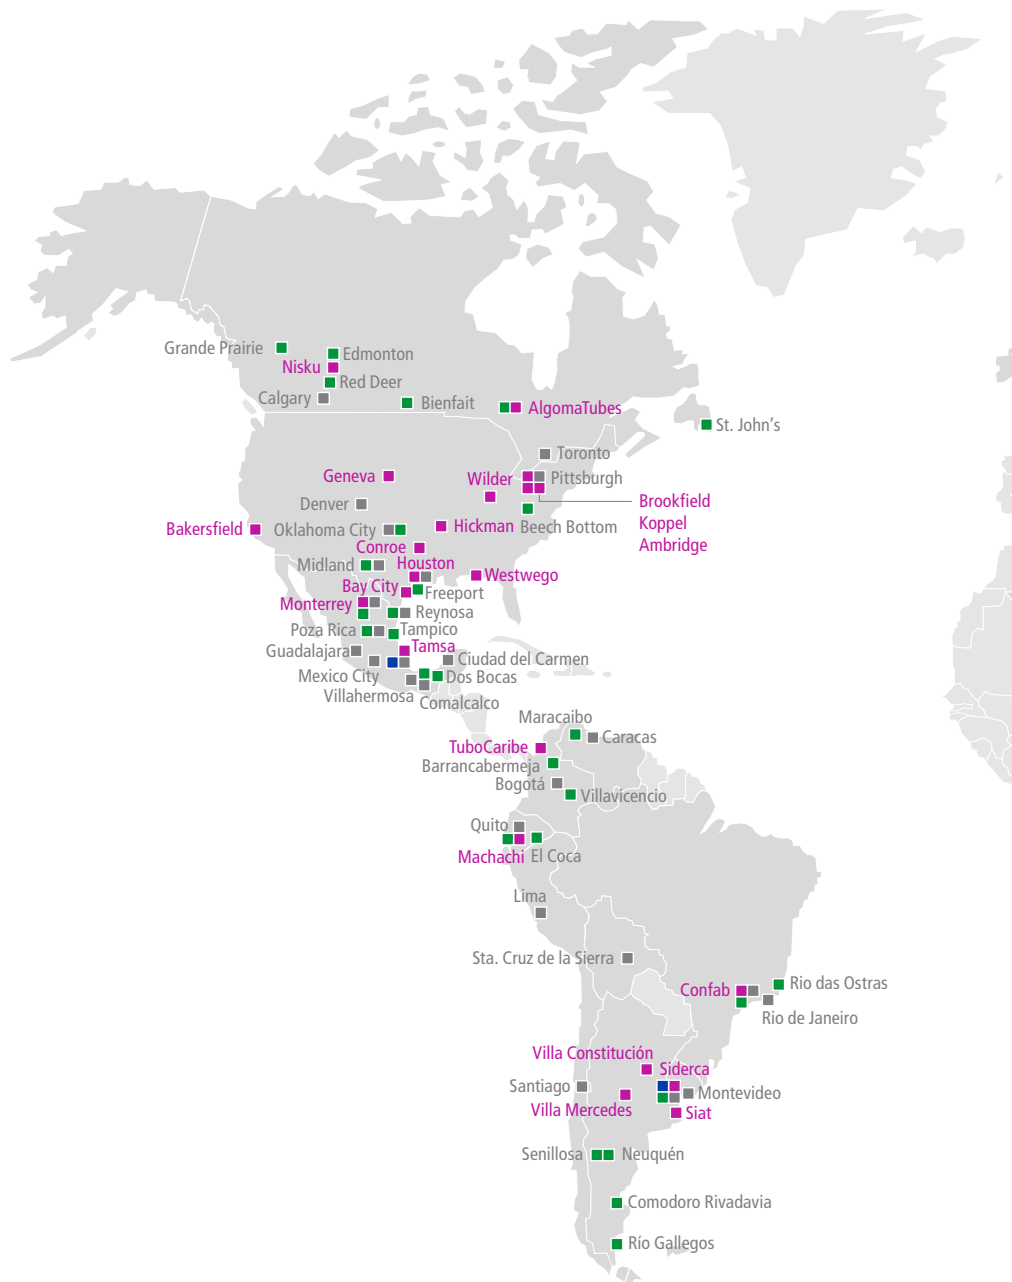 Grande Prairie
Edmonton
Nisku
Red Deer
Calgary
Bienfait
AlgomaTubes
St. John's
Toronto
Geneva
Wilder
Pittsburgh
Denver
Brookfield
Koppel
Ambridge
Bakersfield
Oklahoma City
Hickman
Beech Bottom
Conroe
Midland
Houston
Westwego
Bay City
Freeport
Monterrey
Reynosa
Poza Rica
Tampico
Guadalajara
Tamsa
Ciudad del Carmen
Mexico City
Dos Bocas
Villahermosa
Comalcalco
Maracaibo
Caracas
TuboCaribe
Barrancabermeja
Bogotá
Villavicencio
Quito
Machachi
El Coca
Lima
Sta. Cruz de la Sierra
Confab
Rio das Ostras
Rio de Janeiro
Villa Constitución
Siderca
Santiago
Montevideo
Villa Mercedes
Siat
Senillosa
Neuquén
Comodoro Rivadavia
Río Gallegos